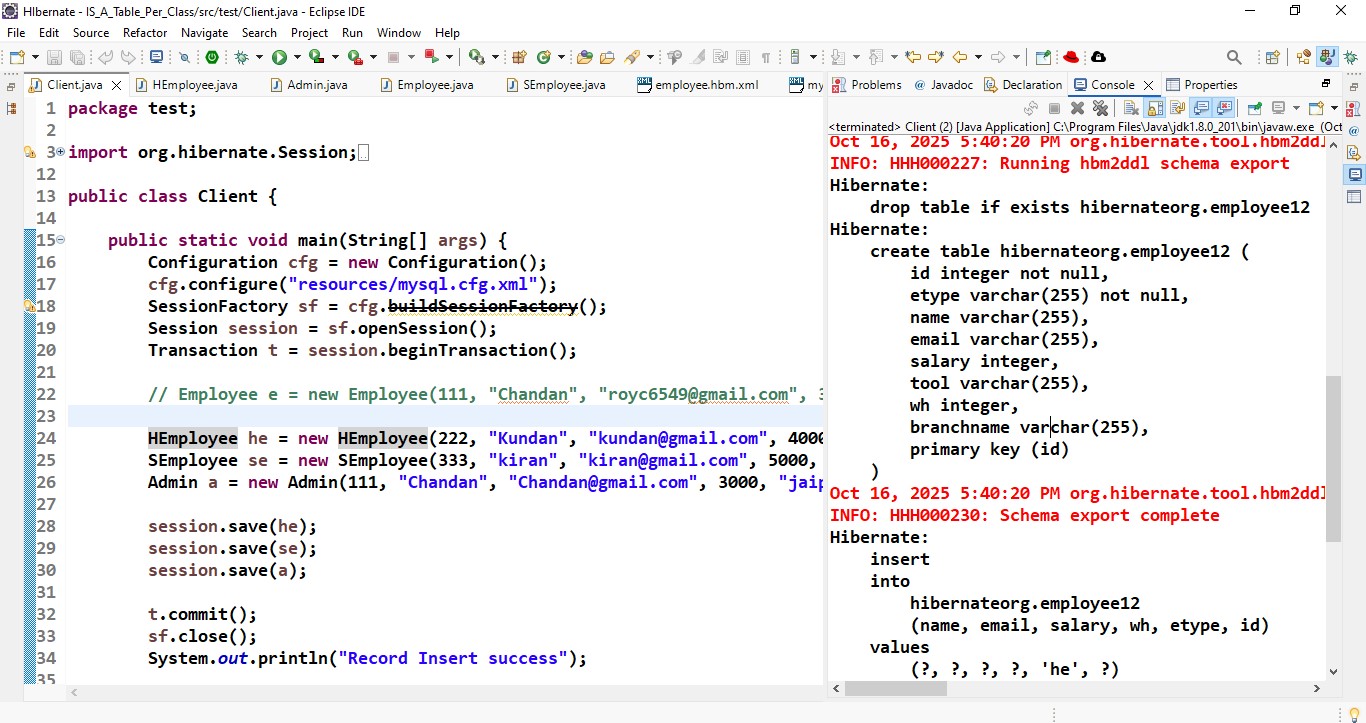 HIbernate - IS_A_Table_Per_Class/src/test/Client.java - Eclipse IDE
File Edit Source Refactor Navigate Search Project Run Window Help
Client.java HEmployee.java Admin.java Employee.java SEmployee.java employee.hbm.xml my
1 package test;
2
3 import org.hibernate.Session;
12
13 public class Client {
14
15 public static void main(String[] args) {
16 Configuration cfg = new Configuration();
17 cfg.configure("resources/mysql.cfg.xml");
18 SessionFactory sf = cfg.buildSessionFactory();
19 Session session = sf.openSession();
20 Transaction t = session.beginTransaction();
21
22 // Employee e = new Employee(111, "Chandan", "royc6549@gmail.com", 3
23
24 HEmployee he = new HEmployee(222, "Kundan", "kundan@gmail.com", 4000
25 SEmployee se = new SEmployee(333, "kiran", "kiran@gmail.com", 5000,
26 Admin a = new Admin(111, "Chandan", "Chandan@gmail.com", 3000, "jaip
27
28 session.save(he);
29 session.save(se);
30 session.save(a);
31
32 t.commit();
33 sf.close();
34 System.out.println("Record Insert success");
35
Problems Javadoc Declaration Console Properties
<terminated> Client (2) [Java Application] C:\Program Files\Java\jdk1.8.0_201\bin\javaw.exe (Oct
Oct 16, 2025 5:40:20 PM org.hibernate.tool.hbm2ddl
INFO: HHH000227: Running hbm2ddl schema export
Hibernate:
drop table if exists hibernateorg.employee12
Hibernate:
create table hibernateorg.employee12 (
id integer not null,
etype varchar(255) not null,
name varchar(255),
email varchar(255),
salary integer,
tool varchar(255),
wh integer,
branchname varchar(255),
primary key (id)
)
Oct 16, 2025 5:40:20 PM org.hibernate.tool.hbm2ddl
INFO: HHH000230: Schema export complete
Hibernate:
insert
into
hibernateorg.employee12
(name, email, salary, wh, etype, id)
values
(?, ?, ?, ?, 'he', ?)